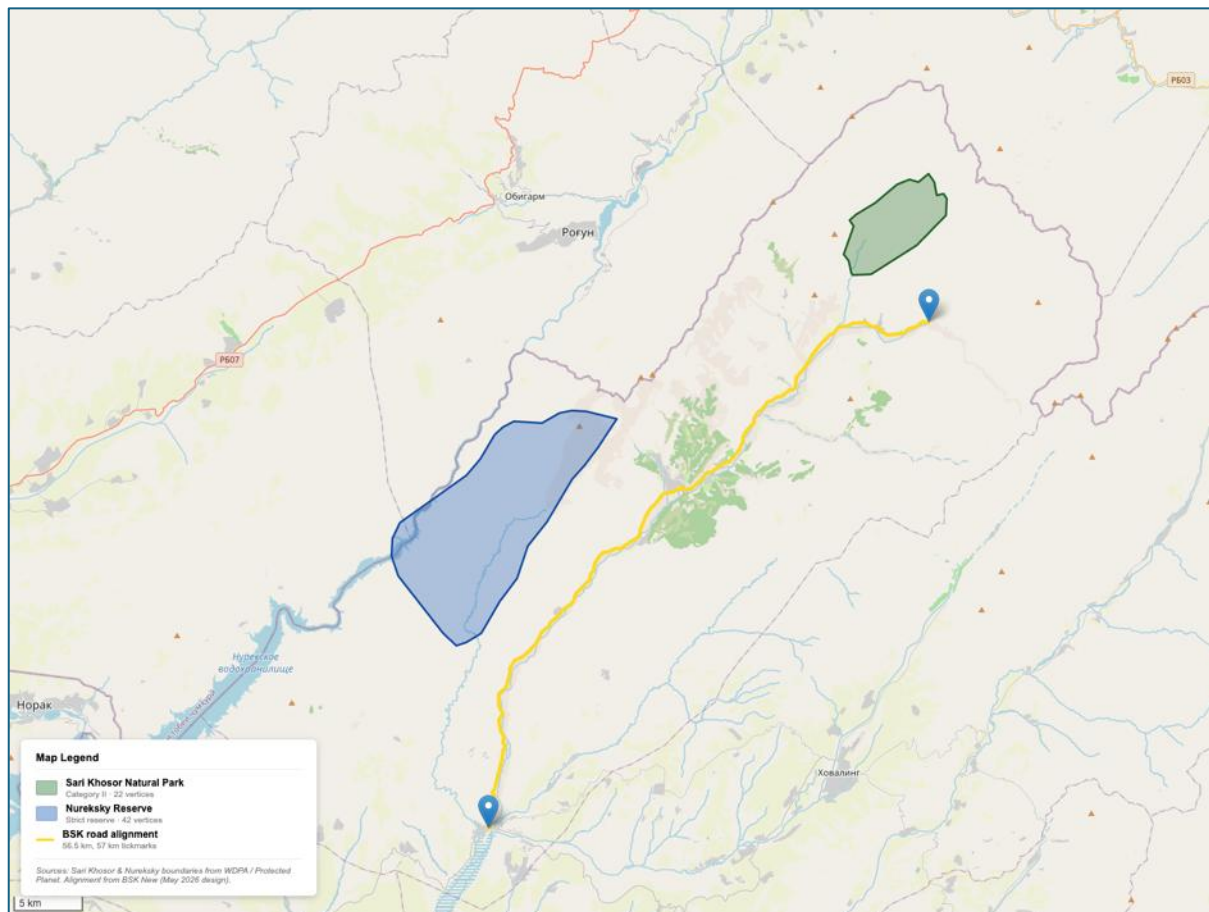 РБ03
Обигарм
Роғун
РБ07
Нурекское
водохранилище
Норак
Ховалинг
Map Legend
Sari Khosor Natural Park
Category II · 22 vertices
Nureksky Reserve
Strict reserve · 42 vertices
BSK road alignment
56.5 km, 57 km tickmarks
Sources: Sari Khosor & Nureksky boundaries from WDPA / Protected
Planet. Alignment from BSK New (May 2026 design).
5 km